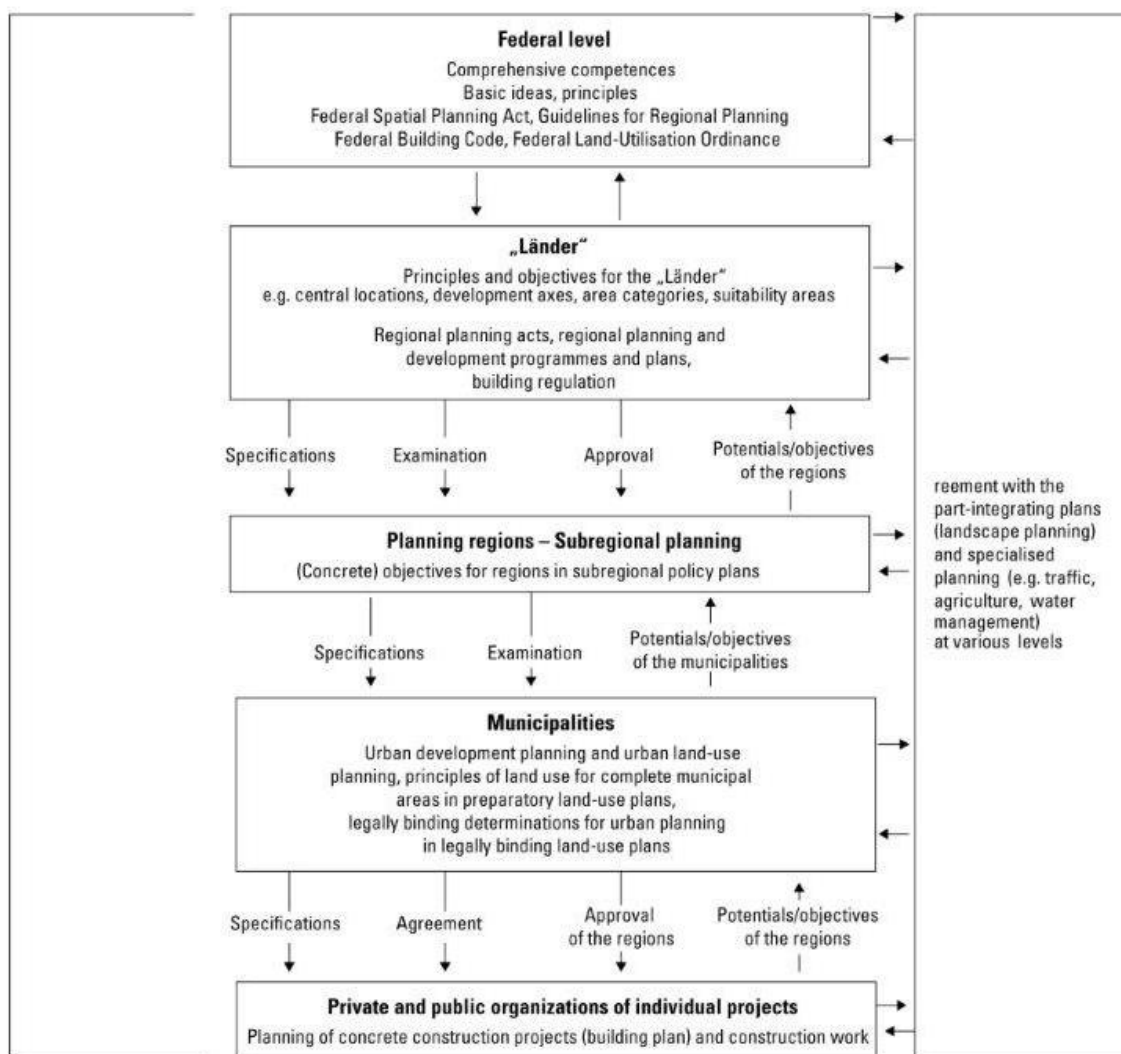 Federal level
Comprehensive competences
Basic ideas, principles
Federal Spatial Planning Act, Guidelines for Regional Planning
Federal Building Code, Federal Land-Utilisation Ordinance
„Länder“
Principles and objectives for the „Länder“
e.g. central locations, development axes, area categories, suitability areas
Regional planning acts, regional planning and
development programmes and plans,
building regulation
Specifications
Examination
Approval
Potentials/objectives
of the regions
Planning regions – Subregional planning
(Concrete) objectives for regions in subregional policy plans
Specifications
Examination
Potentials/objectives
of the municipalities
Municipalities
Urban development planning and urban land-use
planning, principles of land use for complete municipal
areas in preparatory land-use plans,
legally binding determinations for urban planning
in legally binding land-use plans
Specifications
Agreement
Approval
of the regions
Potentials/objectives
of the regions
Private and public organizations of individual projects
Planning of concrete construction projects (building plan) and construction work
reement with the
part-integrating plans
(landscape planning)
and specialised
planning (e.g. traffic,
agriculture, water
management)
at various levels